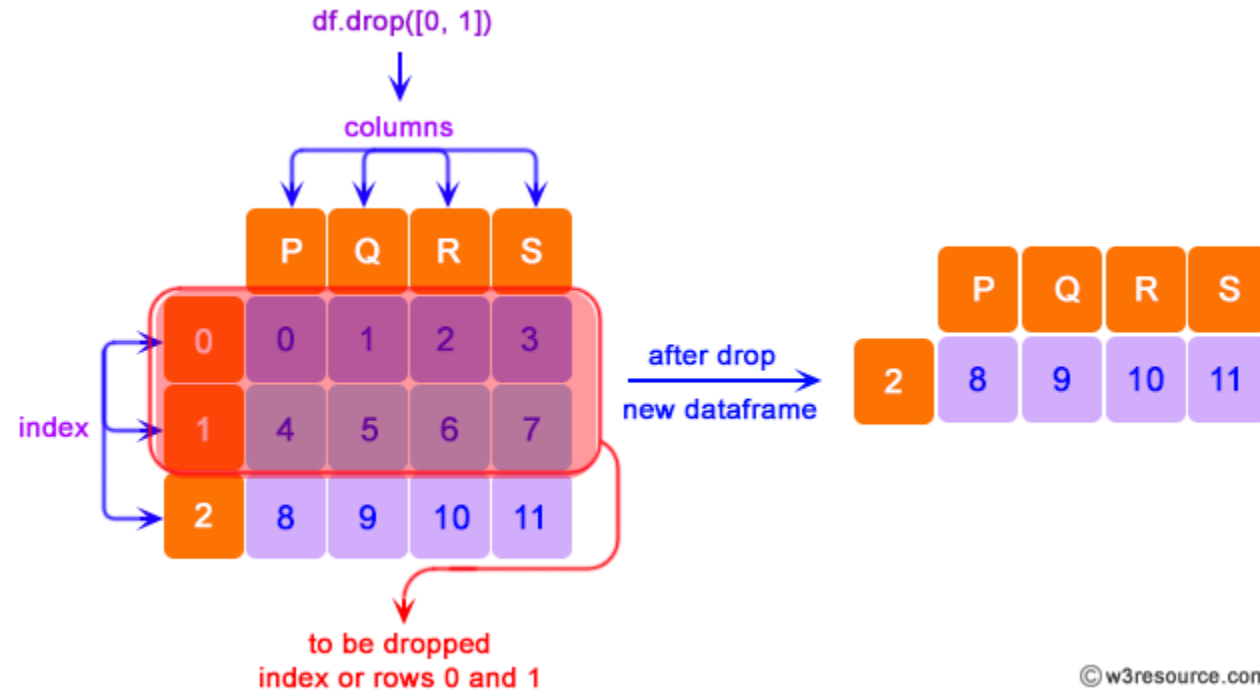 df.drop([0, 1])
columns
P Q R S
0 0 1 2 3
1 4 5 6 7
2 8 9 10 11
index
after drop
new dataframe
P Q R S
2 8 9 10 11
to be dropped
index or rows 0 and 1
© w3resource.com